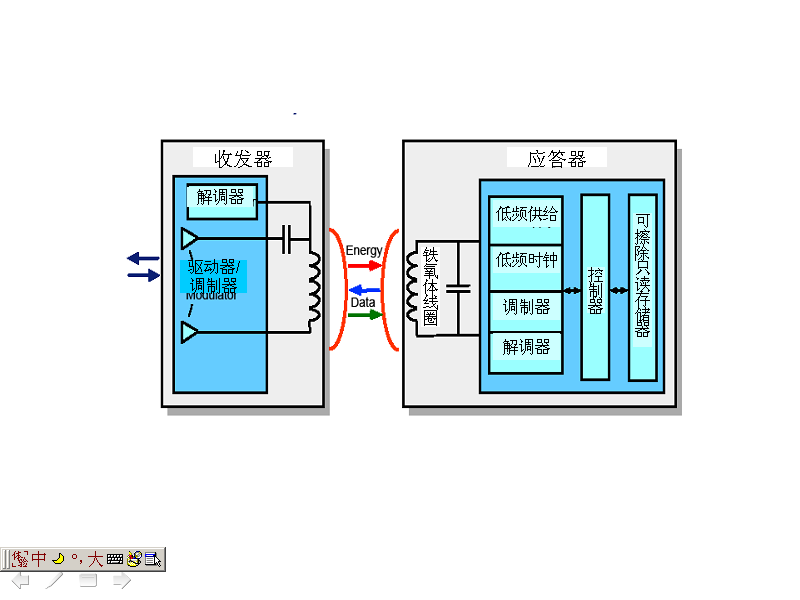 收发器
解调器
驱动器/
调制器
Modulator
Energy
Data
应答器
铁氧体线圈
低频供给
低频时钟
调制器
解调器
控制器
可擦除只读存储器
中
大